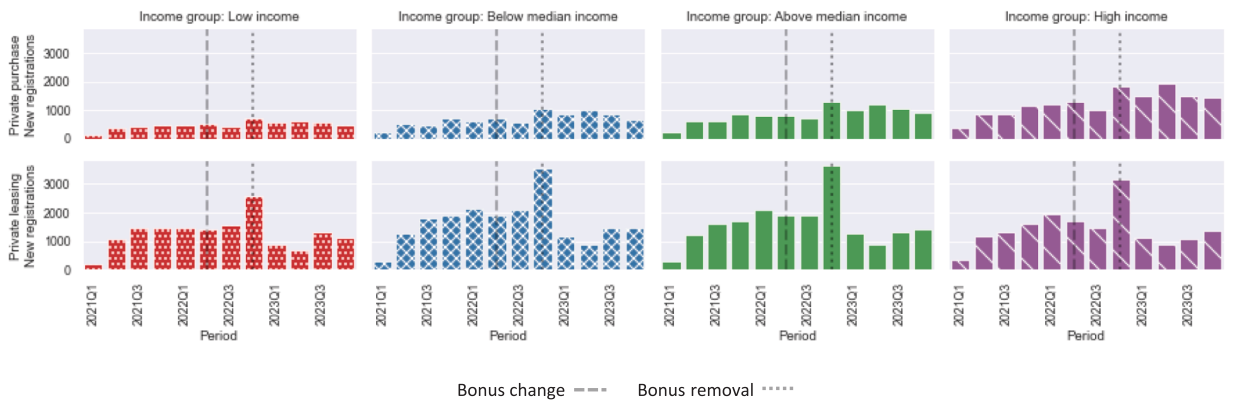 Income group: Low income
Income group: Below median income
Income group: Above median income
Income group: High income
Private purchase
New registrations
3000
2000
1000
0
Private leasing
New registrations
3000
2000
1000
0
2021Q1
2021Q3
2022Q1
2022Q3
2023Q1
2023Q3
Period
2021Q1
2021Q3
2022Q1
2022Q3
2023Q1
2023Q3
Period
2021Q1
2021Q3
2022Q1
2022Q3
2023Q1
2023Q3
Period
2021Q1
2021Q3
2022Q1
2022Q3
2023Q1
2023Q3
Period
Bonus change
Bonus removal